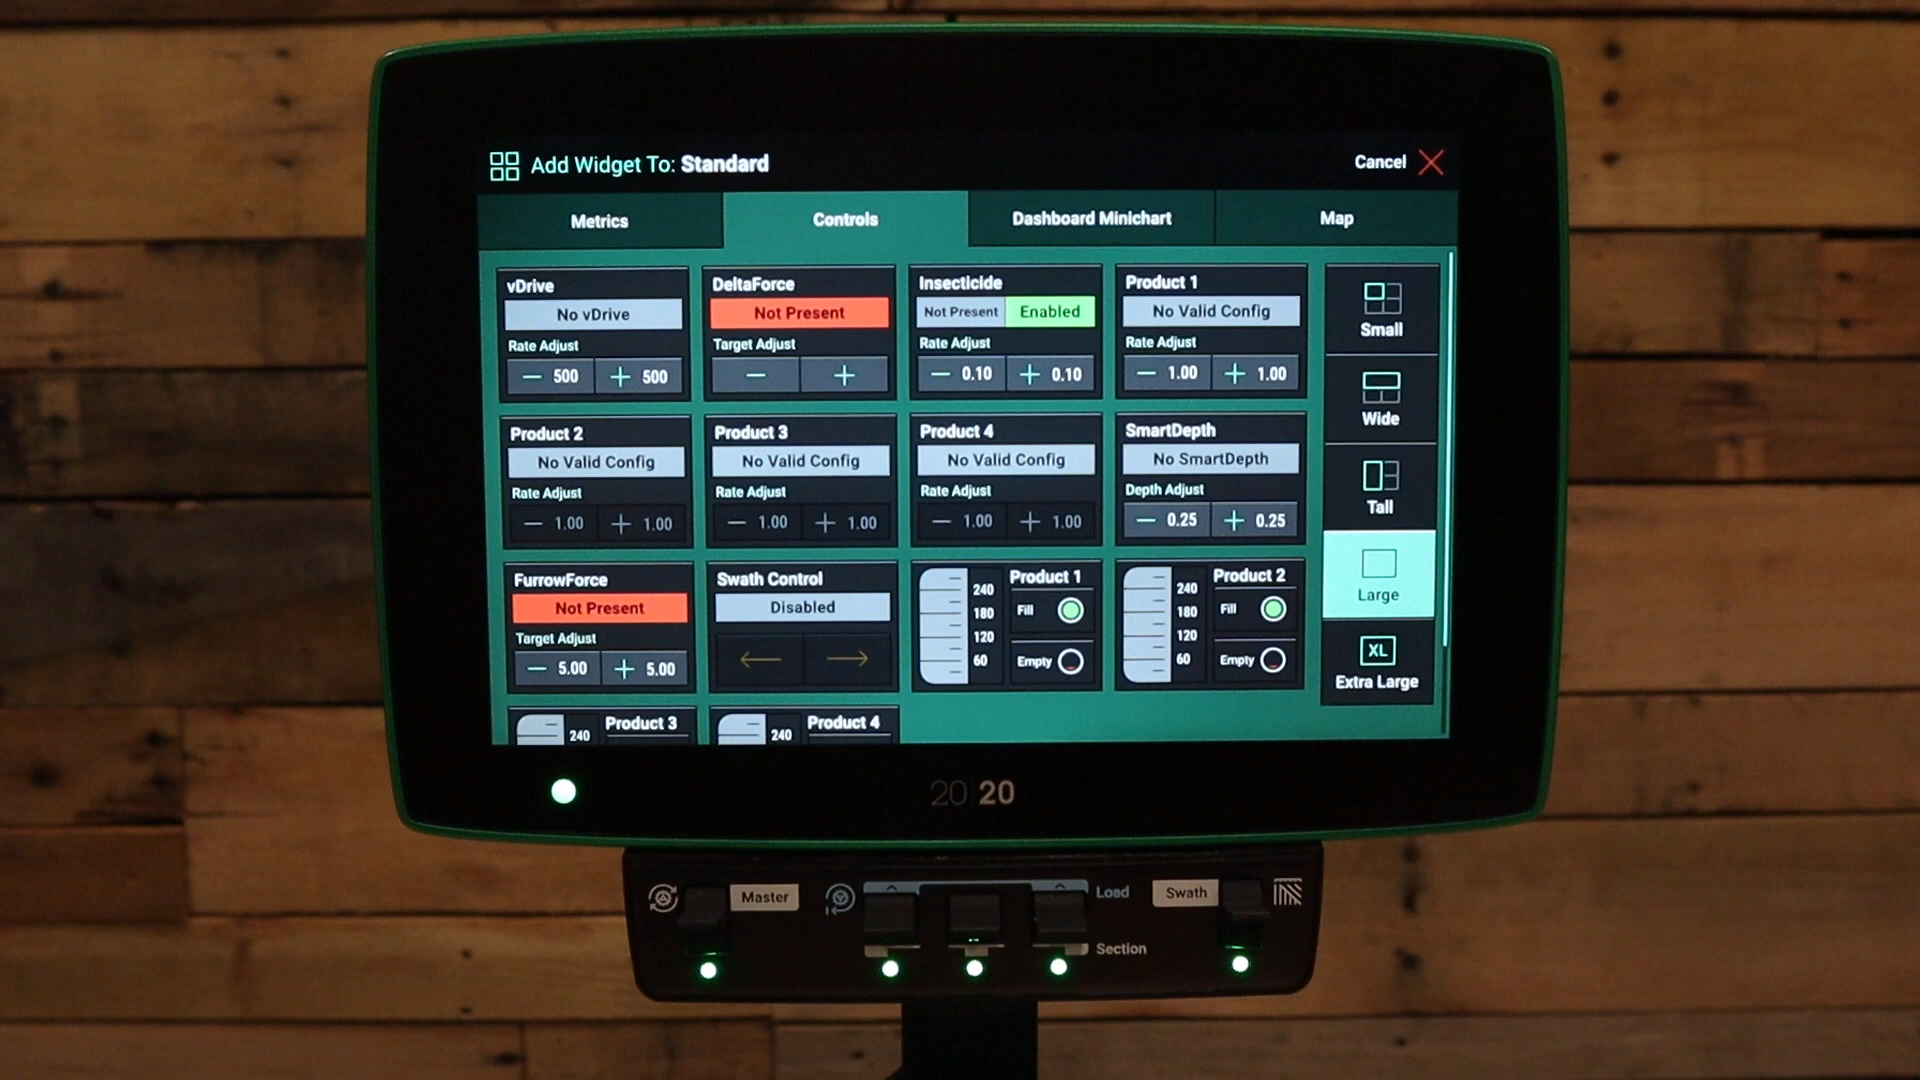 Add Widget To: Standard
Cancel
Metrics
Controls
Dashboard Minichart
Map
vDrive
No vDrive
Rate Adjust
− 500 + 500
DeltaForce
Not Present
Target Adjust
− +
Insecticide
Not Present Enabled
Rate Adjust
− 0.10 + 0.10
Product 1
No Valid Config
Rate Adjust
− 1.00 + 1.00
Small
Wide
Tall
Large
XL
Extra Large
Product 2
No Valid Config
Rate Adjust
− 1.00 + 1.00
Product 3
No Valid Config
Rate Adjust
− 1.00 + 1.00
Product 4
No Valid Config
Rate Adjust
− 1.00 + 1.00
SmartDepth
No SmartDepth
Depth Adjust
− 0.25 + 0.25
FurrowForce
Not Present
Target Adjust
− 5.00 + 5.00
Swath Control
Disabled
Product 1
240
180
120
60
Fill
Empty
Product 2
240
180
120
60
Fill
Empty
Product 3
240
Product 4
240
20 20
Master
Load
Section
Swath